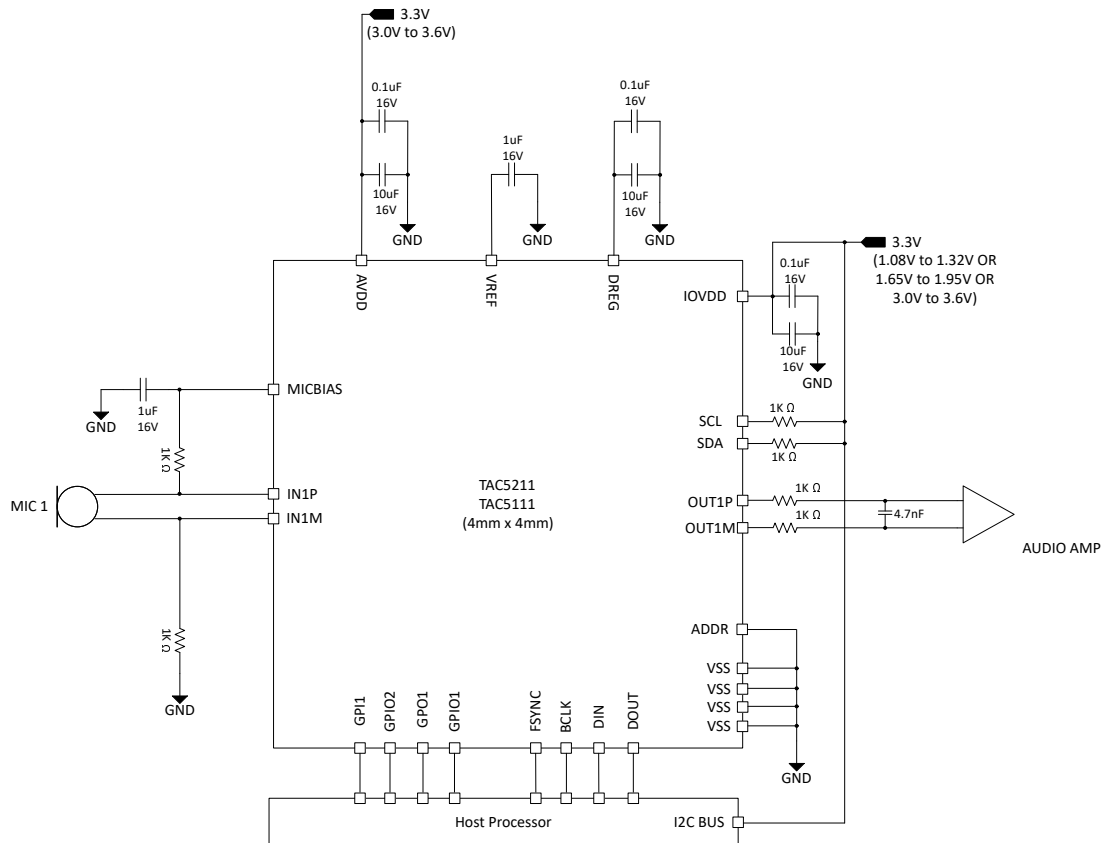 3.3V
(3.0V to 3.6V)
0.1uF
16V
10uF
16V
GND
1uF
16V
GND
0.1uF
16V
10uF
16V
GND
3.3V
(1.08V to 1.32V OR
1.65V to 1.95V OR
3.0V to 3.6V)
0.1uF
16V
10uF
16V
GND
AVDD
VREF
DREG
IOVDD
MICBIAS
1uF
16V
GND
1K Ω
MIC 1
IN1P
IN1M
1K Ω
GND
TAC5211
TAC5111
(4mm x 4mm)
SCL
1K Ω
SDA
1K Ω
OUT1P
1K Ω
OUT1M
1K Ω
4.7nF
AUDIO AMP
ADDR
VSS
VSS
VSS
VSS
GND
GPI1
GPIO2
GPO1
GPIO1
FSYNC
BCLK
DIN
DOUT
Host Processor
I2C BUS